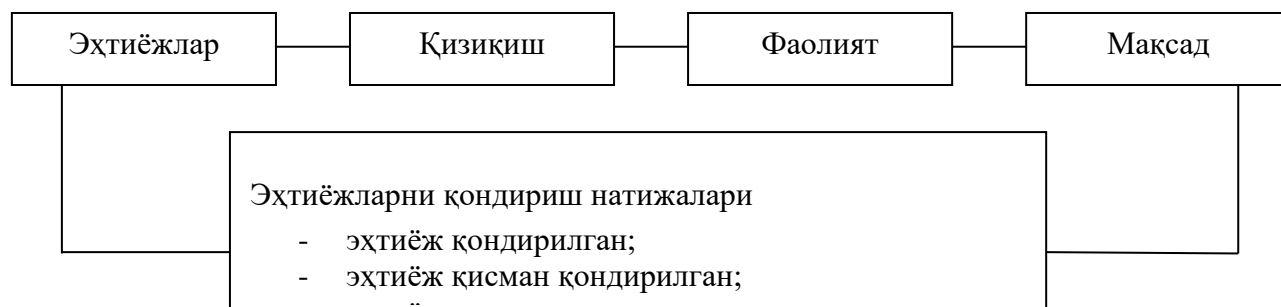 Эҳтиёжлар Қизиқиш Фаолият Мақсад
Эҳтиёжларни қондириш натижалари
- эҳтиёж қондирилган;
- эҳтиёж қисман қондирилган;